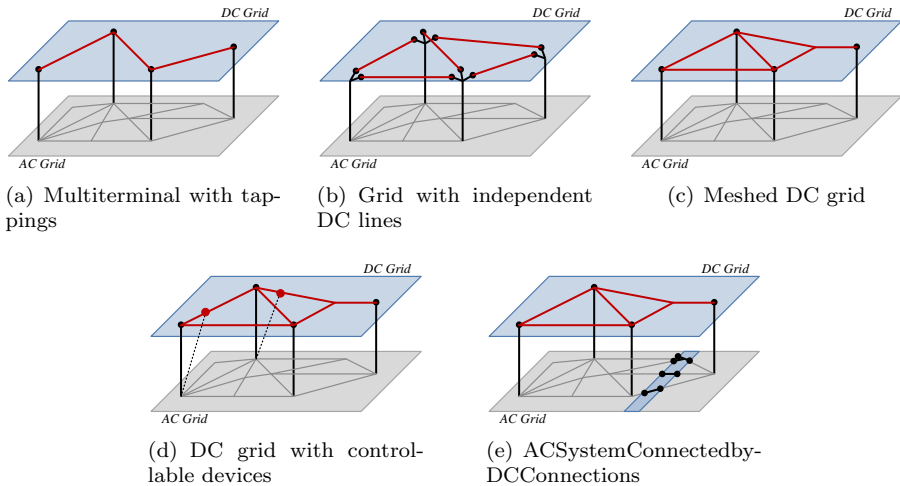 DC Grid
DC Grid
DC Grid
AC Grid
AC Grid
AC Grid
(a) Multiterminal with tap-
pings
(b) Grid with independent
DC lines
(c) Meshed DC grid
DC Grid
DC Grid
AC Grid
AC Grid
(d) DC grid with control-
lable devices
(e) ACSystemConnectedby-
DCConnections